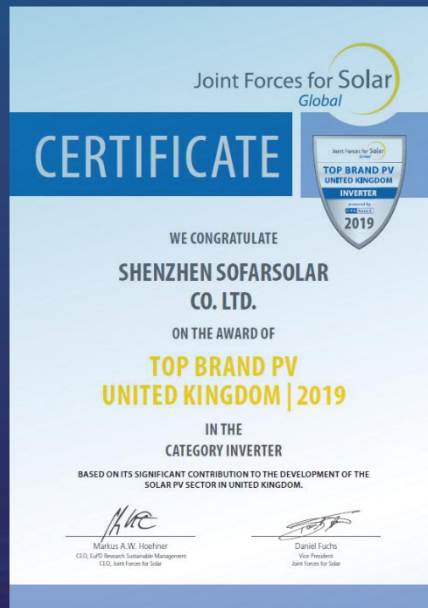 Joint Forces for Solar
Global
CERTIFICATE
Joint Forces for Solar
Global
TOP BRAND PV
UNITED KINGDOM
INVERTER
powered by
2019
WE CONGRATULATE
SHENZHEN SOFARSOLAR
CO. LTD.
ON THE AWARD OF
TOP BRAND PV
UNITED KINGDOM | 2019
IN THE
CATEGORY INVERTER
BASED ON ITS SIGNIFICANT CONTRIBUTION TO THE DEVELOPMENT OF THE
SOLAR PV SECTOR IN UNITED KINGDOM.
Markus A.W. Hoehner
CEO, EuPD Research Sustainable Management
CEO, Joint Forces for Solar
Daniel Fuchs
Vice President
Joint Forces for Solar